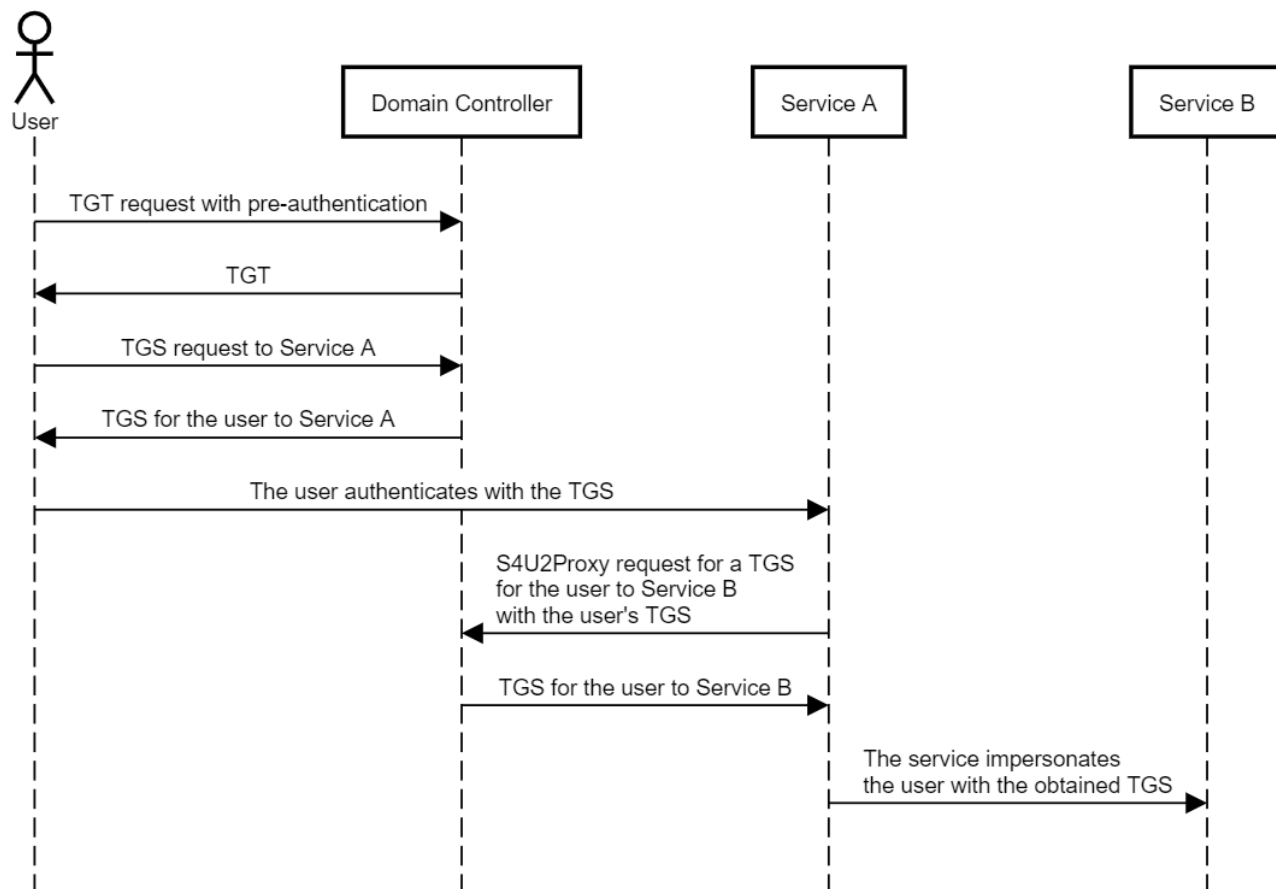 User
Domain Controller
Service A
Service B
TGT request with pre-authentication
TGT
TGS request to Service A
TGS for the user to Service A
The user authenticates with the TGS
S4U2Proxy request for a TGS
for the user to Service B
with the user's TGS
TGS for the user to Service B
The service impersonates
the user with the obtained TGS